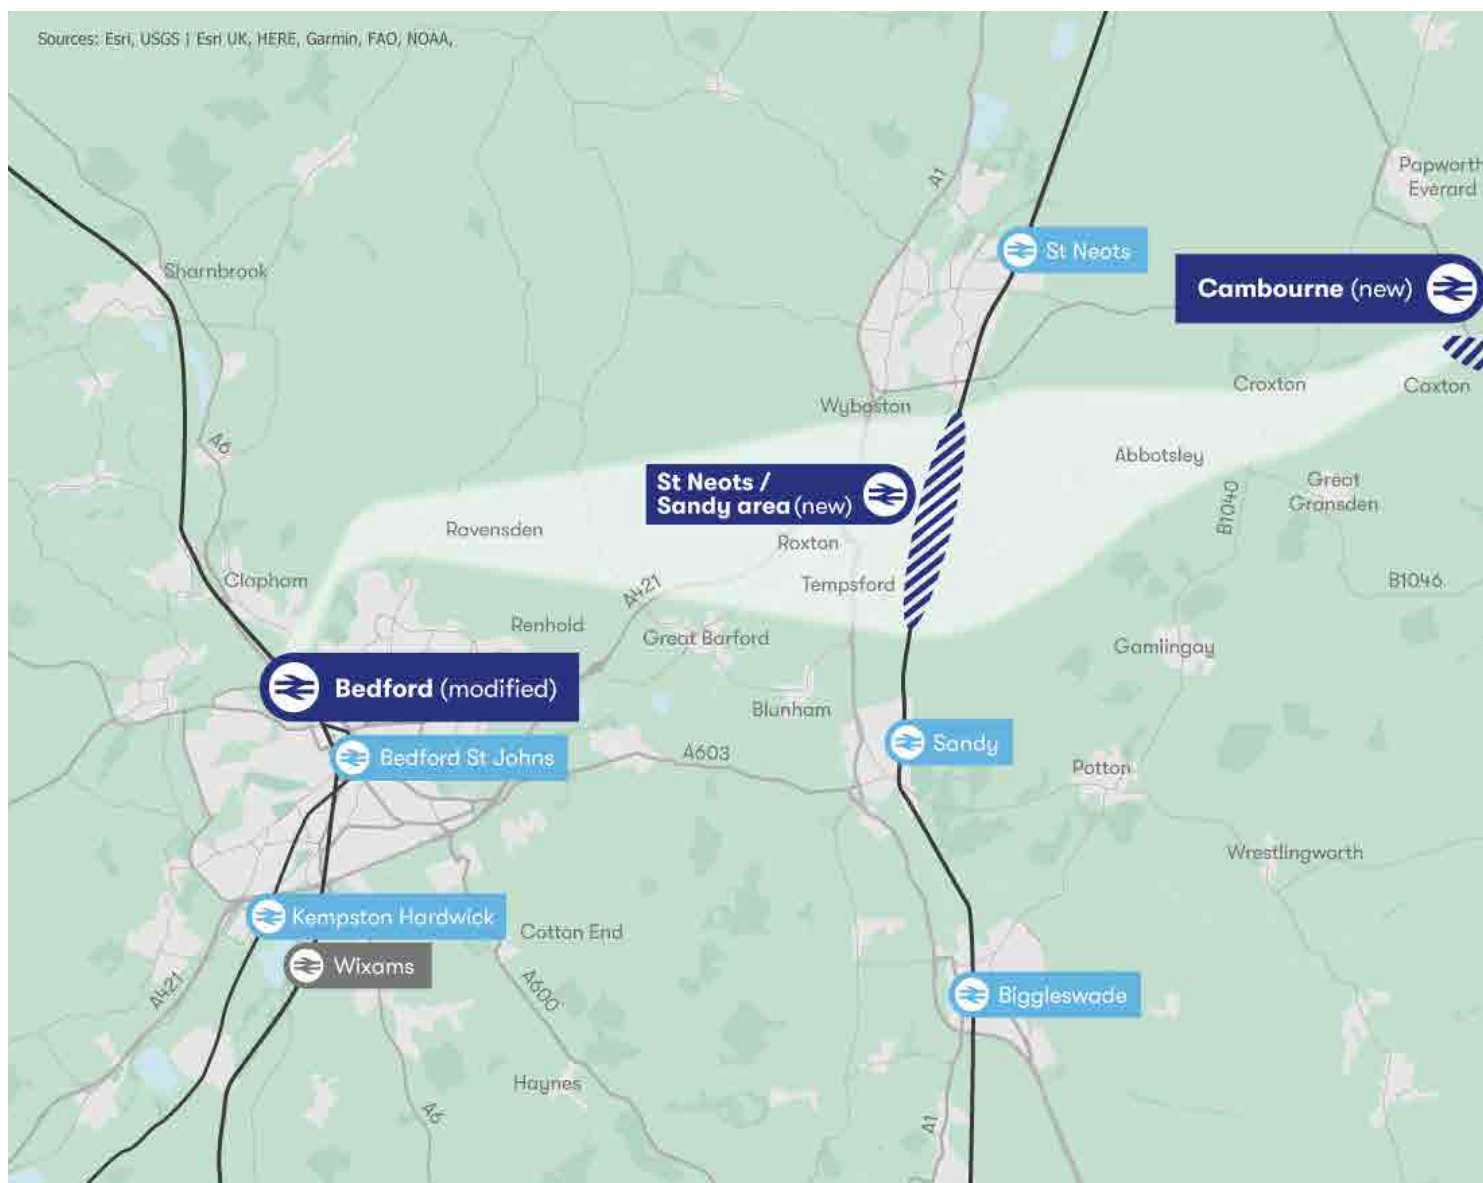 Sources: Esri, USGS | Esri UK, HERE, Garmin, FAO, NOAA,
Papworth
Everard
A1
St Neots
Sharnbrook
Cambourne (new)
Croxton
Caxton
Wyboston
A6
Abbotsley
St Neots /
Sandy area (new)
Great
Gransden
B1040
Ravensden
Roxton
Clapham
Tempsford
B1046
A421
Renhold
Great Barford
Gamlingay
Bedford (modified)
Blunham
Sandy
Bedford St Johns
A603
Potton
Wrestlingworth
Kempston Hardwick
Cotton End
Wixams
A421
A600
Biggleswade
Haynes
A6
A1